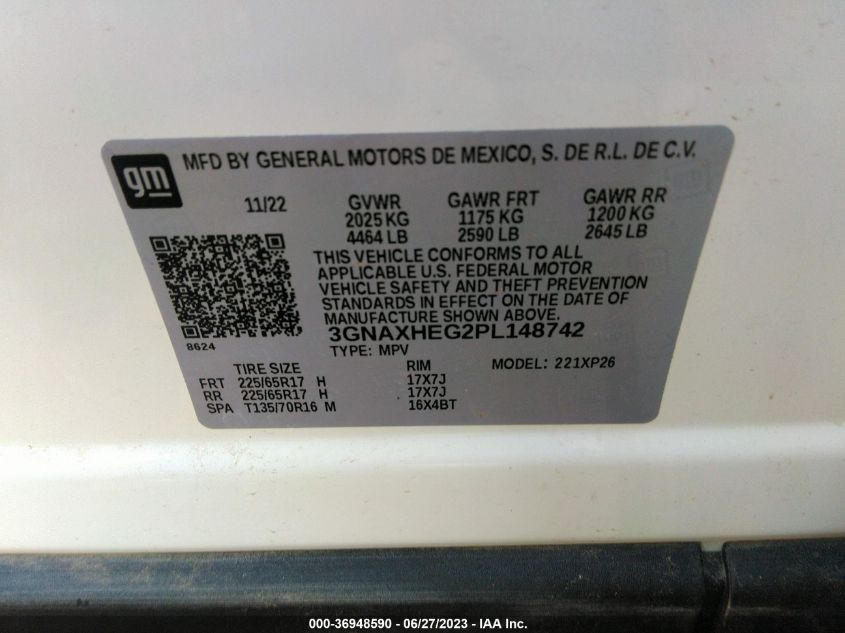 gm
MFD BY GENERAL MOTORS DE MEXICO, S. DE R.L. DE C.V.
11/22 GVWR GAWR FRT GAWR RR
2025 KG 1175 KG 1200 KG
4464 LB 2590 LB 2645 LB
THIS VEHICLE CONFORMS TO ALL
APPLICABLE U.S. FEDERAL MOTOR
VEHICLE SAFETY AND THEFT PREVENTION
STANDARDS IN EFFECT ON THE DATE OF
MANUFACTURE SHOWN ABOVE.
8624
3GNAXHEG2PL148742
TYPE: MPV MODEL: 221XP26
TIRE SIZE RIM
FRT 225/65R17 H 17X7J
RR 225/65R17 H 17X7J
SPA T135/70R16 M 16X4BT
000-36948590 - 06/27/2023 - IAA Inc.